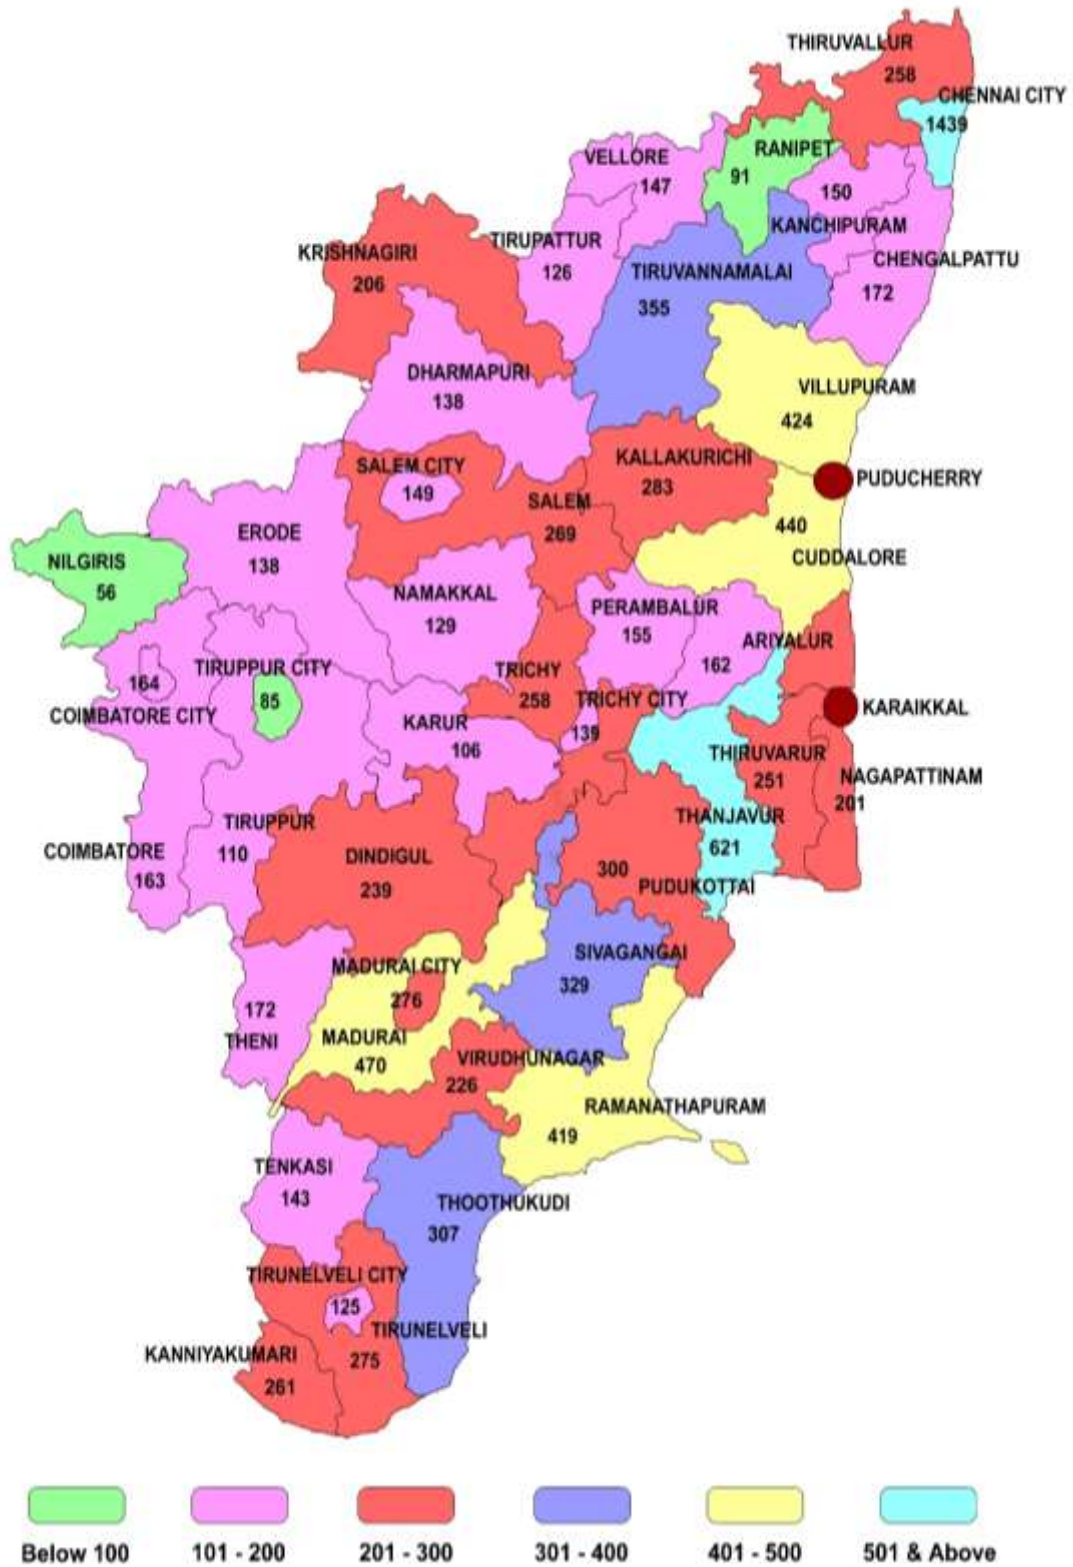 THIRUVALLUR
258
CHENNAI CITY
1439
VELLORE
147
RANIPET
91
150
KANCHIPURAM
CHENGALPATTU
172
KRISHNAGIRI
206
TIRUPATTUR
126
TIRUVANNAMALAI
355
DHARMAPURI
138
VILLUPURAM
424
SALEM CITY
149
SALEM
269
KALLAKURICHI
283
PUDUCHERRY
440
CUDDALORE
ERODE
138
NILGIRIS
56
NAMAKKAL
129
PERAMBALUR
155
ARIYALUR
162
TIRUPPUR CITY
85
164
COIMBATORE CITY
TRICHY
258
TRICHY CITY
139
KARUR
106
KARAIKKAL
THIRUVARUR
251
NAGAPATTINAM
201
THANJAVUR
621
TIRUPPUR
110
COIMBATORE
163
DINDIGUL
239
300
PUDUKOTTAI
MADURAI CITY
276
SIVAGANGAI
329
172
THENI
MADURAI
470
VIRUDHUNAGAR
226
RAMANATHAPURAM
419
TENKASI
143
THOOTHUKUDI
307
TIRUNELVELI CITY
125
TIRUNELVELI
275
KANNIYAKUMARI
261
Below 100
101 - 200
201 - 300
301 - 400
401 - 500
501 & Above